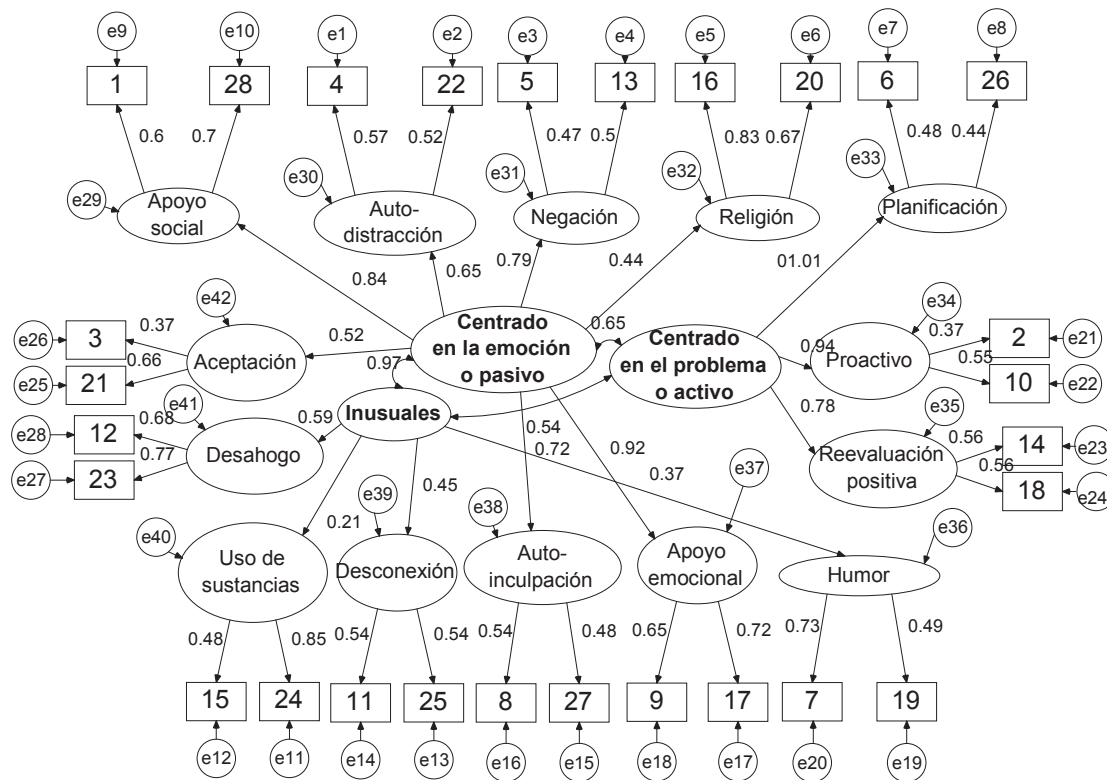 e9 e10 e1 e2 e3 e4 e5 e6 e7 e8
1 28 4 22 5 13 16 20 6 26
0.6 0.7 0.57 0.52 0.47 0.5 0.83 0.67 0.48 0.44
e29 e30 e31 e32 e33
Apoyo
social
Auto-
distracción
Negación
Religión
Planificación
0.84 0.65 0.79 0.44 01.01
e42
e26 3 0.37
Aceptación
0.52
e25 21 0.66
Centrado
en la emoción
o pasivo
0.65
Centrado
en el problema
o activo
0.94
e34
Proactivo
0.37 2 e21
0.55 10 e22
0.97
Inusuales
0.78
e41
e28 12 0.68
Desahogo
0.59
e27 23 0.77
0.54
0.72
0.92
0.37
e35
Reevaluación
positiva
0.56 14 e23
0.56 18 e24
e40
Uso de
sustancias
0.21
0.45
e39
Desconexión
e38
Auto-
inculpación
e37
Apoyo
emocional
e36
Humor
0.48 0.85 0.54 0.54 0.54 0.48 0.65 0.72 0.73 0.49
15 24 11 25 8 27 9 17 7 19
e12 e11 e14 e13 e16 e15 e18 e17 e20 e19